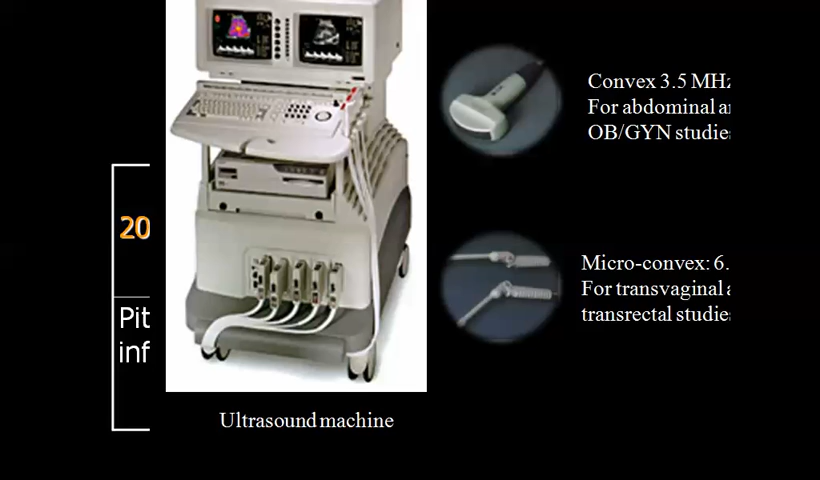 Convex 3.5 MHz
For abdominal a
OB/GYN studie
20
Micro-convex: 6.
For transvaginal a
transrectal studie
Pit
inf
Ultrasound machine